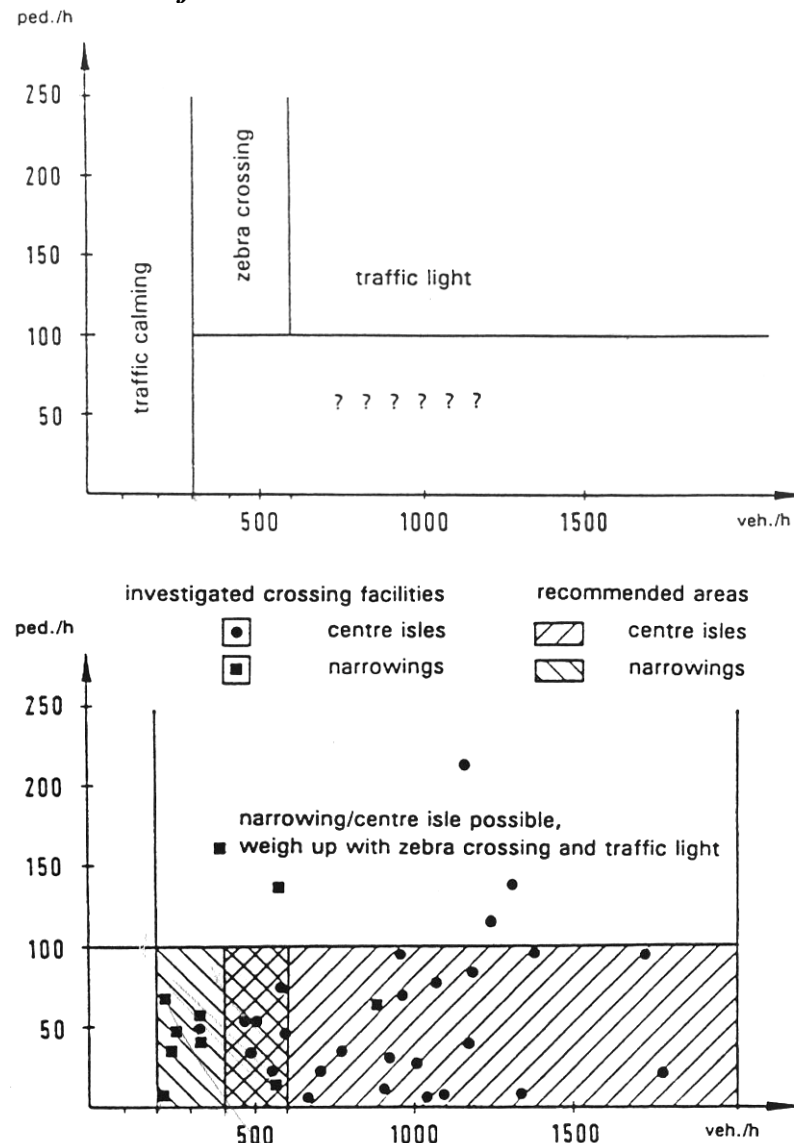 ped./h
250
200
150
100
50
traffic calming
zebra crossing
traffic light
? ? ? ? ? ?
500 1000 1500 veh./h
investigated crossing facilities recommended areas
centre isles centre isles
narrowings narrowings
ped./h
250
200
narrowing/centre isle possible,
weigh up with zebra crossing and traffic light
150
100
50
0
500 1000 1500 veh./h